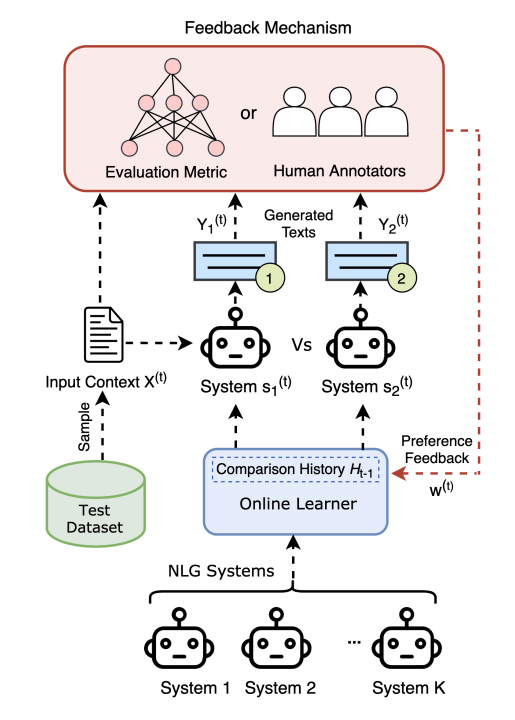 Feedback Mechanism
or
Evaluation Metric
Human Annotators
Y₁⁽ᵗ⁾
Generated
Texts
Y₂⁽ᵗ⁾
1
2
Vs
Input Context X⁽ᵗ⁾
System s₁⁽ᵗ⁾
System s₂⁽ᵗ⁾
Sample
Preference
Feedback
w⁽ᵗ⁾
Comparison History Hₜ₋₁
Online Learner
Test
Dataset
NLG Systems
...
System 1
System 2
System K